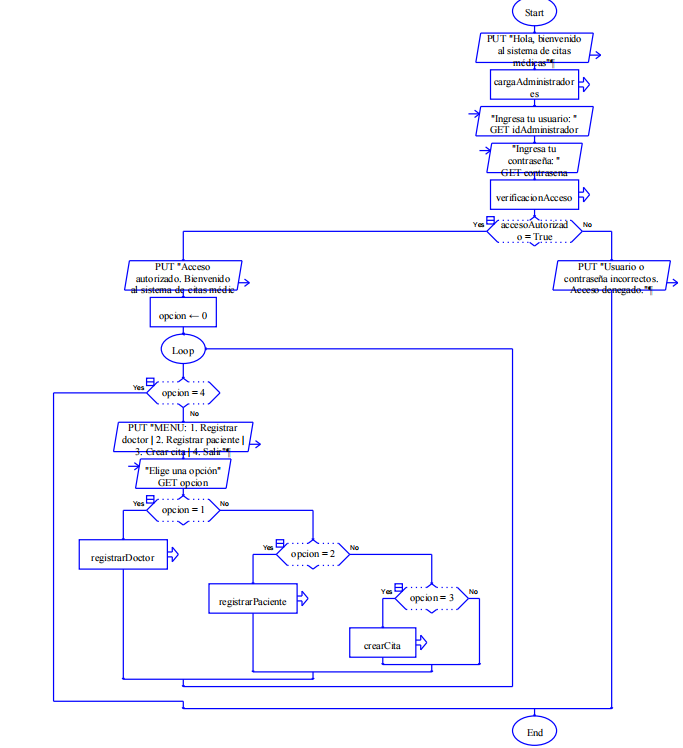 Start
PUT "Hola, bienvenido
al sistema de citas
médicas"¶
cargaAdministrador
es
"Ingresa tu usuario: "
GET idAdministrador
"Ingresa tu
contraseña: "
GET contrasena
verificacionAcceso
Yes
accesoAutorizad
o = True
No
PUT "Acceso
autorizado. Bienvenido
al sistema de citas médic
PUT "Usuario o
contraseña incorrectos.
Acceso denegado."¶
opcion ← 0
Loop
Yes
opcion = 4
No
PUT "MENU: 1. Registrar
doctor | 2. Registrar paciente |
3. Crear cita | 4. Salir"¶
"Elige una opción"
GET opcion
Yes
opcion = 1
No
registrarDoctor
Yes
opcion = 2
No
registrarPaciente
Yes
opcion = 3
No
crearCita
End